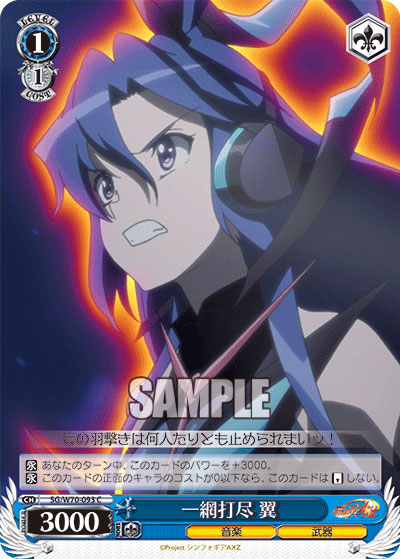 LEVEL
1
1
COST
SAMPLE
この羽撃きは何人たりとも止められまいッ!
永 あなたのターン中、このカードのパワーを+3000。
永 このカードの正面のキャラのコストが0以下なら、このカードは しない。
CH SG/W70-093 C
3000
一網打尽 翼
音楽 武器
©Project シンフォギアAXZ